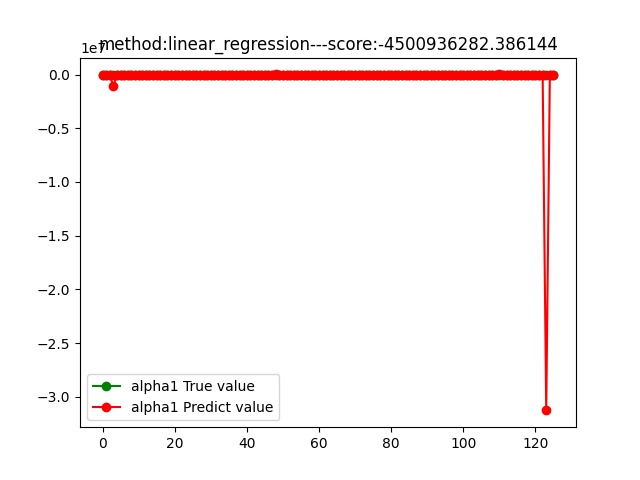 method:linear_regression---score:-4500936282.386144
1e7
0.0
−0.5
−1.0
−1.5
−2.0
−2.5
−3.0
0 20 40 60 80 100 120
alpha1 True value
alpha1 Predict value